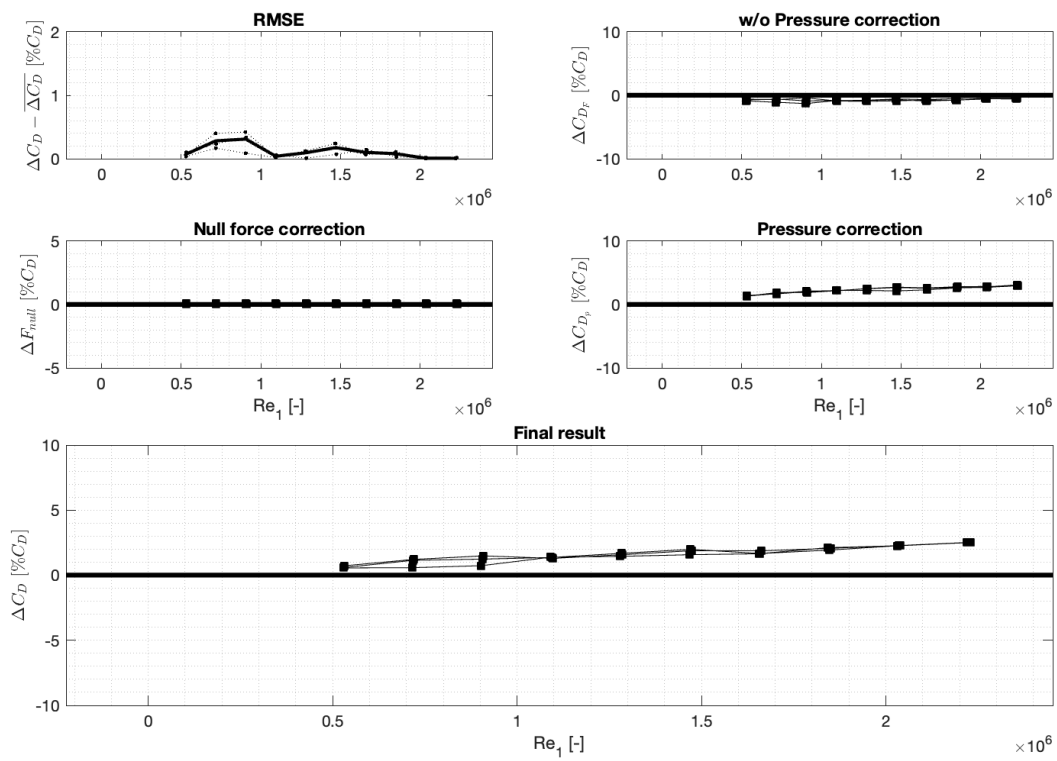 RMSE
2
1
0
0 0.5 1 1.5 2
×10^6
ΔC_D − \overline{ΔC_D} [%C_D]
w/o Pressure correction
10
0
-10
0 0.5 1 1.5 2
×10^6
ΔC_{D_F} [%C_D]
Null force correction
5
0
-5
0 0.5 1 1.5 2
×10^6
Re_1 [-]
ΔF_{null} [%C_D]
Pressure correction
10
0
-10
0 0.5 1 1.5 2
×10^6
Re_1 [-]
ΔC_{D_p} [%C_D]
Final result
10
5
0
-5
-10
0 0.5 1 1.5 2
×10^6
Re_1 [-]
ΔC_D [%C_D]